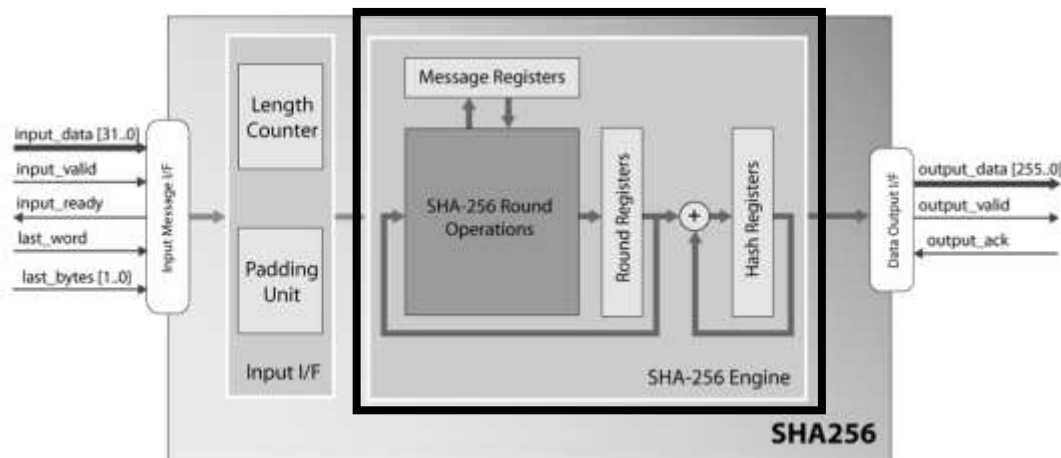 input_data [31..0]
input_valid
input_ready
last_word
last_bytes [1..0]
Input Message I/F
Length
Counter
Padding
Unit
Input I/F
Message Registers
SHA-256 Round
Operations
Round Registers
+
Hash Registers
SHA-256 Engine
Data Output I/F
output_data [255..0]
output_valid
output_ack
SHA256